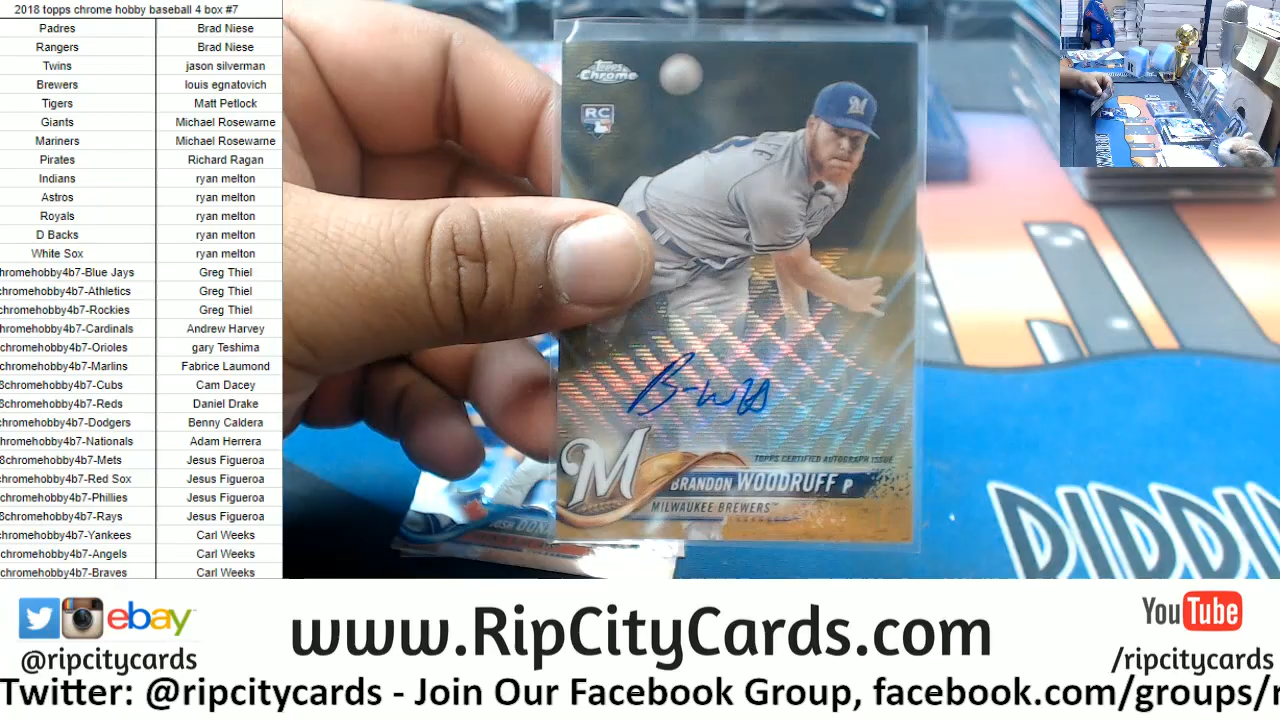 2018 topps chrome hobby baseball 4 box #7
Padres Brad Niese
Rangers Brad Niese
Twins jason silverman
Brewers louis egnatovich
Tigers Matt Petlock
Giants Michael Rosewarne
Mariners Michael Rosewarne
Pirates Richard Ragan
Indians ryan melton
Astros ryan melton
Royals ryan melton
D Backs ryan melton
White Sox ryan melton
hromehobby4b7-Blue Jays Greg Thiel
chromehobby4b7-Athletics Greg Thiel
chromehobby4b7-Rockies Greg Thiel
hromehobby4b7-Cardinals Andrew Harvey
chromehobby4b7-Orioles gary Teshima
chromehobby4b7-Marlins Fabrice Laumond
8chromehobby4b7-Cubs Cam Dacey
8chromehobby4b7-Reds Daniel Drake
chromehobby4b7-Dodgers Benny Caldera
hromehobby4b7-Nationals Adam Herrera
8chromehobby4b7-Mets Jesus Figueroa
hromehobby4b7-Red Sox Jesus Figueroa
chromehobby4b7-Phillies Jesus Figueroa
8chromehobby4b7-Rays Jesus Figueroa
chromehobby4b7-Yankees Carl Weeks
chromehobby4b7-Angels Carl Weeks
chromehobby4b7-Braves Carl Weeks
Topps
Chrome
RC
M
TOPPS CERTIFIED AUTOGRAPH ISSUE
M
BRANDON WOODRUFF P
MILWAUKEE BREWERS™
ebay
@ripcitycards
www.RipCityCards.com
YouTube
/ripcitycards
Twitter: @ripcitycards - Join Our Facebook Group, facebook.com/groups/r